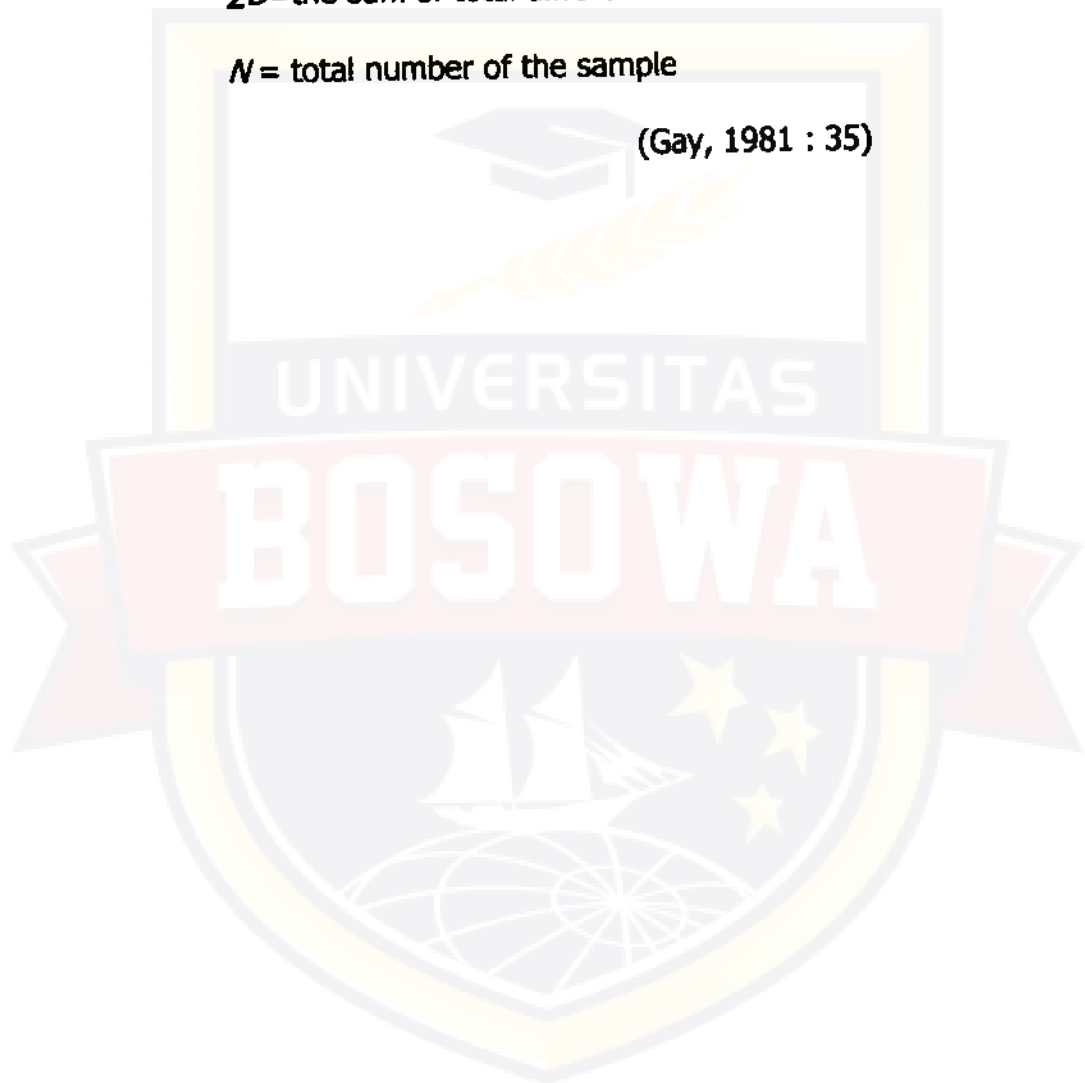 N = total number of the sample
(Gay, 1981 : 35)
UNIVERSITAS
BOSOWA